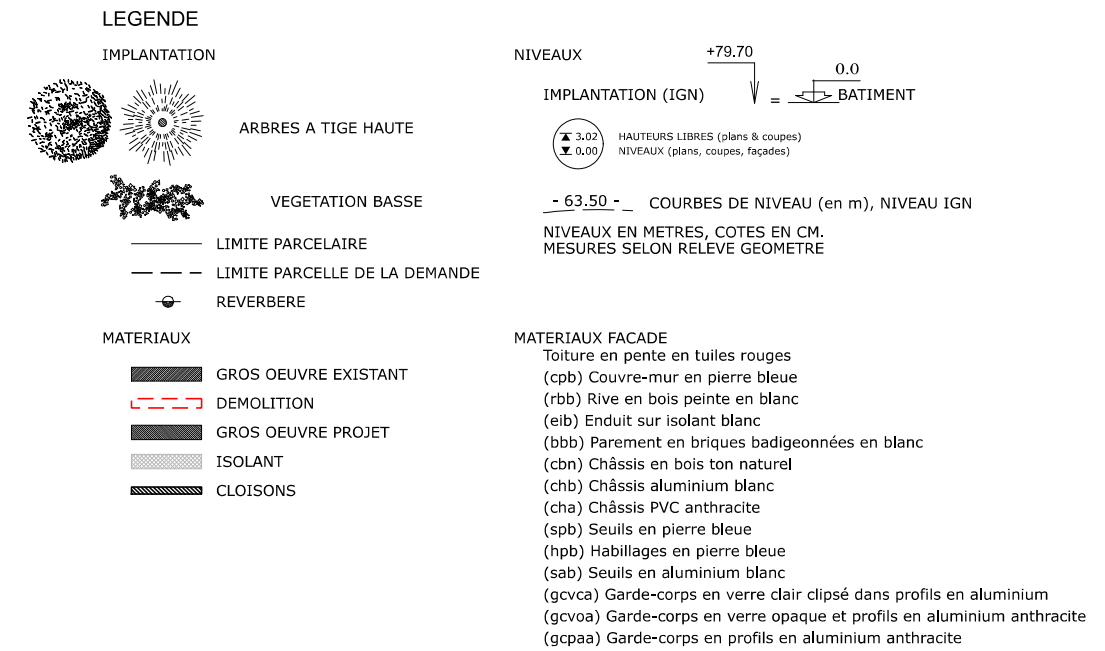 LEGENDE
IMPLANTATION
ARBRES A TIGE HAUTE
VEGETATION BASSE
LIMITE PARCELAIRE
LIMITE PARCELLE DE LA DEMANDE
REVERBERE
NIVEAUX
+79.70
0.0
IMPLANTATION (IGN) = BATIMENT
3.02 HAUTEURS LIBRES (plans & coupes)
0.00 NIVEAUX (plans, coupes, façades)
- 63.50 - COURBES DE NIVEAU (en m), NIVEAU IGN
NIVEAUX EN METRES, COTES EN CM.
MESURES SELON RELEVE GEOMETRE
MATERIAUX
GROS OEUVRE EXISTANT
DEMOLITION
GROS OEUVRE PROJET
ISOLANT
CLOISONS
MATERIAUX FACADE
Toiture en pente en tuiles rouges
(cpb) Couvre-mur en pierre bleue
(rbb) Rive en bois peinte en blanc
(eib) Enduit sur isolant blanc
(bbb) Parement en briques badigeonnées en blanc
(cbn) Châssis en bois ton naturel
(chb) Châssis aluminium blanc
(cha) Châssis PVC anthracite
(spb) Seuils en pierre bleue
(hpb) Habillages en pierre bleue
(sab) Seuils en aluminium blanc
(gcvca) Garde-corps en verre clair clipsé dans profils en aluminium
(gcvoa) Garde-corps en verre opaque et profils en aluminium anthracite
(gcpaa) Garde-corps en profils en aluminium anthracite